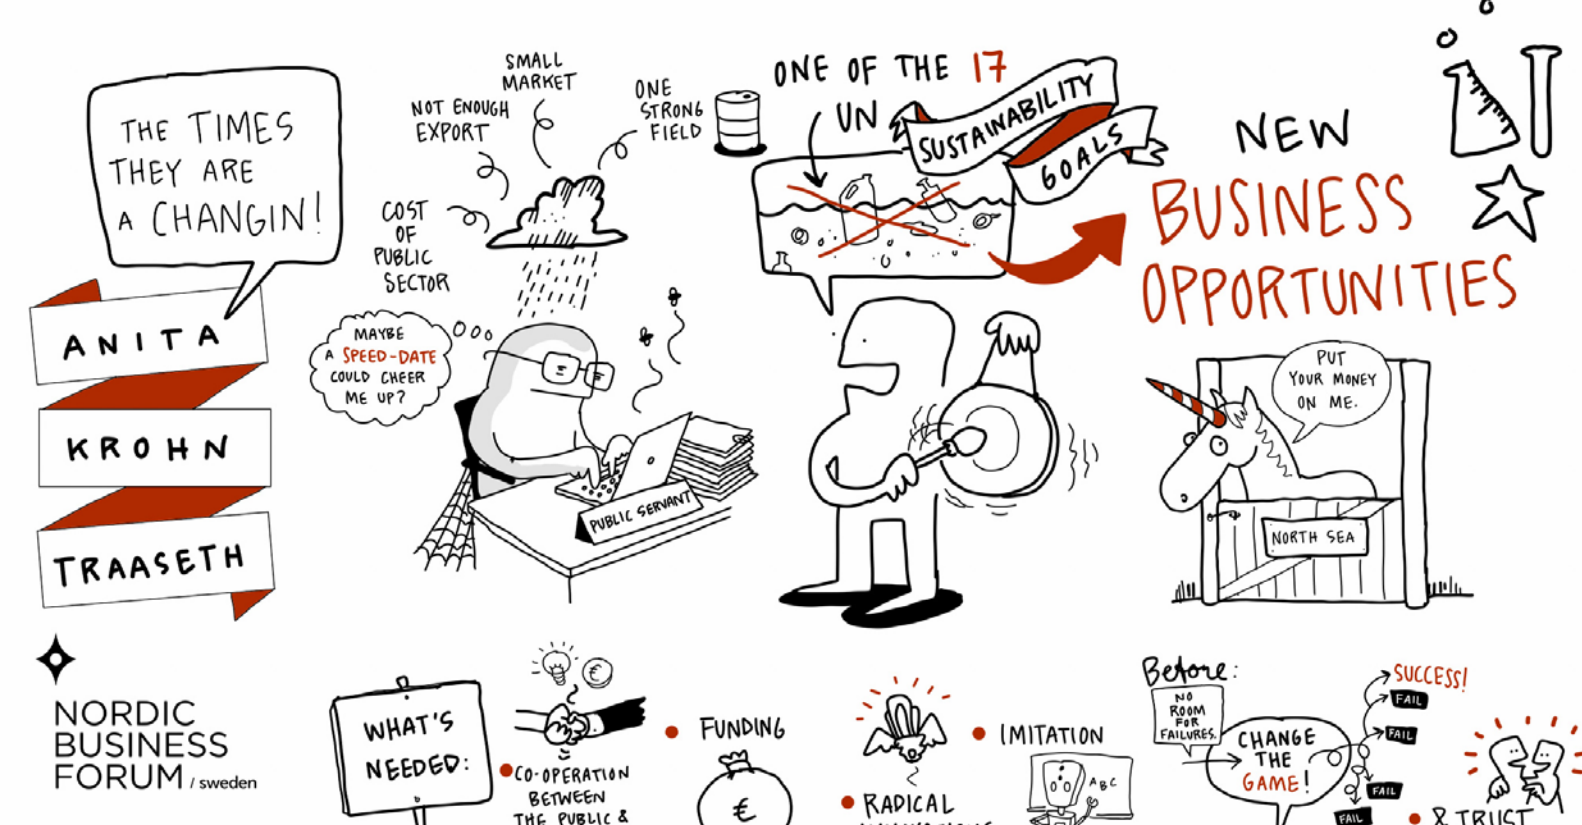 THE TIMES
THEY ARE
A CHANGIN!
ANITA
KROHN
TRAASETH
NORDIC
BUSINESS
FORUM / sweden
SMALL
MARKET
NOT ENOUGH
EXPORT
ONE
STRONG
FIELD
COST
OF
PUBLIC
SECTOR
MAYBE
A SPEED-DATE
COULD CHEER
ME UP?
PUBLIC SERVANT
ONE OF THE 17
UN
SUSTAINABILITY
GOALS
NEW
BUSINESS
OPPORTUNITIES
PUT
YOUR MONEY
ON ME.
NORTH SEA
WHAT'S
NEEDED:
€
CO-OPERATION
BETWEEN
THE PUBLIC &
FUNDING
€
RADICAL
IMITATION
ABC
Before:
NO
ROOM
FOR
FAILURES.
CHANGE
THE
GAME!
SUCCESS!
FAIL
FAIL
FAIL
FAIL
& TRUST